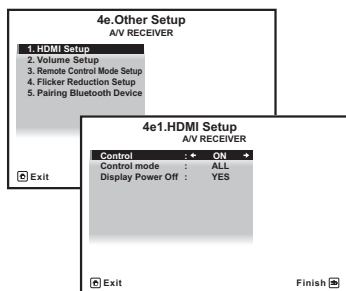 4e.Other Setup
A/V RECEIVER
1. HDMI Setup
2. Volume Setup
3. Remote Control Mode Setup
4. Flicker Reduction Setup
5. Pairing Bluetooth Device
Exit
4e1.HDMI Setup
A/V RECEIVER
Control : ON
Control mode : ALL
Display Power Off : YES
Exit Finish